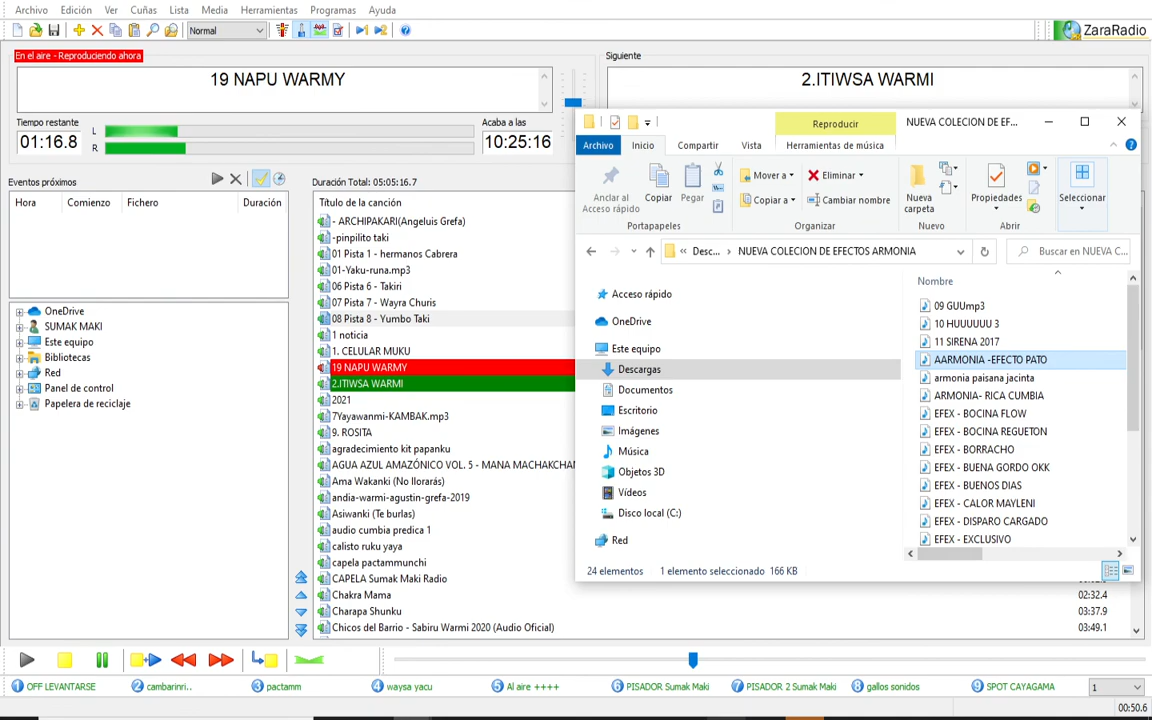 Archivo Edición Ver Cuñas Lista Media Herramientas Programas Ayuda
Normal
ZaraRadio
En el aire - Reproduciendo ahora
19 NAPU WARMY
Siguiente
2.ITIWSA WARMI
Tiempo restante
01:16.8
L
R
Acaba a las
10:25:16
Eventos próximos
Hora Comienzo Fichero Duración
OneDrive
SUMAK MAKI
Este equipo
Bibliotecas
Red
Panel de control
Papelera de reciclaje
Duración Total: 05:05:16.7
Título de la canción
- ARCHIPAKARI(Angeluis Grefa)
-pinpilito taki
01 Pista 1 - hermanos Cabrera
01-Yaku-runa.mp3
06 Pista 6 - Takiri
07 Pista 7 - Wayra Churis
08 Pista 8 - Yumbo Taki
1 noticia
1. CELULAR MUKU
19 NAPU WARMY
2.ITIWSA WARMI
2021
7Yayawanmi-KAMBAK.mp3
9. ROSITA
agradecimiento kit papanku
AGUA AZUL AMAZÓNICO VOL. 5 - MANA MACHAKCHAN
Ama Wakanki (No llorarás)
andia-warmi-agustin-grefa-2019
Asiwanki (Te burlas)
audio cumbia predica 1
calisto ruku yaya
capela pactammunchi
CAPELA Sumak Maki Radio
Chakra Mama 02:32.4
Charapa Shunku 03:37.9
Chicos del Barrio - Sabiru Warmi 2020 (Audio Oficial) 03:49.1
Reproducir
NUEVA COLECION DE EF...
Archivo Inicio Compartir Vista Herramientas de música
Anclar al
Acceso rápido
Copiar
Pegar
Portapapeles
Mover a
Copiar a
Eliminar
Cambiar nombre
Organizar
Nueva
carpeta
Nuevo
Propiedades
Abrir
Seleccionar
« Desc... › NUEVA COLECION DE EFECTOS ARMONIA
Buscar en NUEVA C...
Acceso rápido
OneDrive
Este equipo
Descargas
Documentos
Escritorio
Imágenes
Música
Objetos 3D
Vídeos
Disco local (C:)
Red
Nombre
09 GUUmp3
10 HUUUUUU 3
11 SIRENA 2017
AARMONIA -EFECTO PATO
armonia paisana jacinta
ARMONIA- RICA CUMBIA
EFEX - BOCINA FLOW
EFEX - BOCINA REGUETON
EFEX - BORRACHO
EFEX - BUENA GORDO OKK
EFEX - BUENOS DIAS
EFEX - CALOR MAYLENI
EFEX - DISPARO CARGADO
EFEX - EXCLUSIVO
24 elementos 1 elemento seleccionado 166 KB
1 OFF LEVANTARSE
2 cambarinri..
3 pactamm
4 waysa yacu
5 Al aire ++++
6 PISADOR Sumak Maki
7 PISADOR 2 Sumak Maki
8 gallos sonidos
9 SPOT CAYAGAMA
1
00:50.6